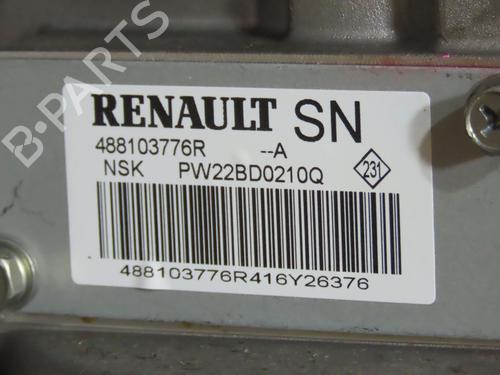 RENAULT SN
488103776R --A
NSK PW22BD0210Q
231
488103776R416Y26376
B-PARTS